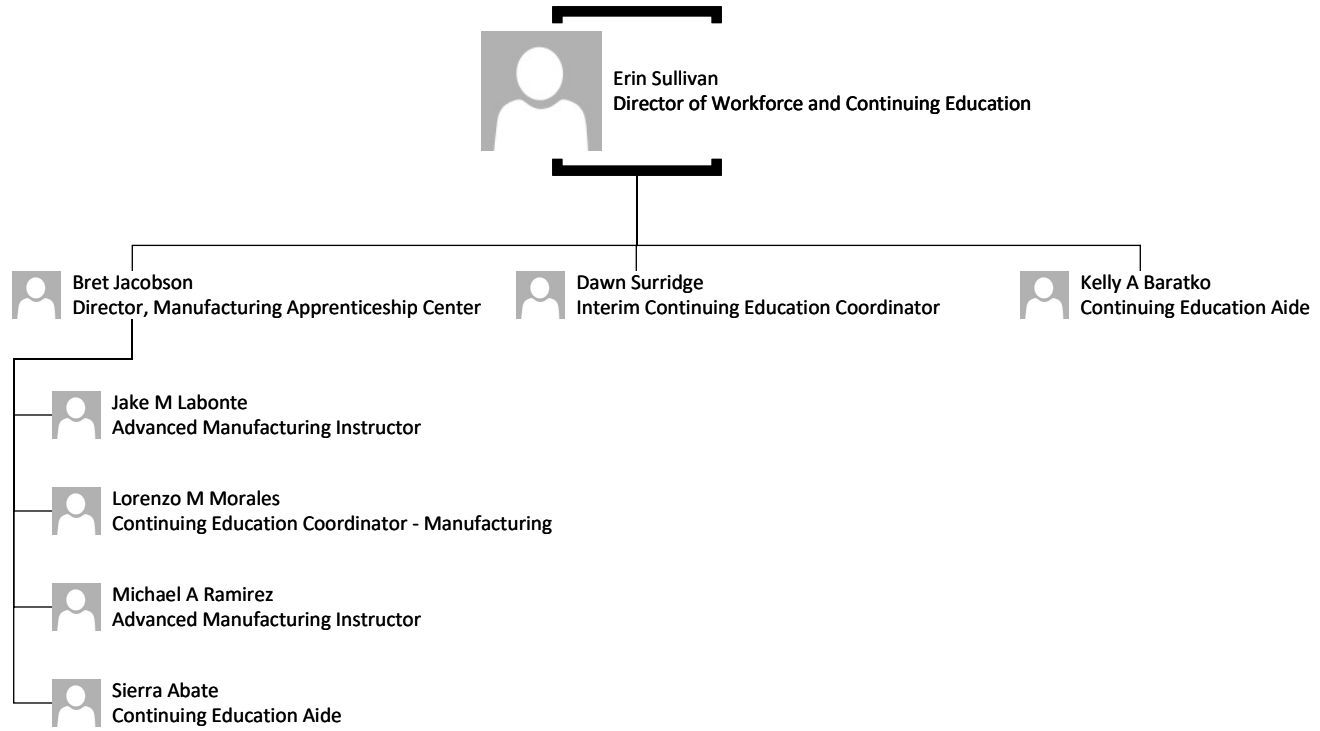 Erin Sullivan
Director of Workforce and Continuing Education
Bret Jacobson
Director, Manufacturing Apprenticeship Center
Dawn Surridge
Interim Continuing Education Coordinator
Kelly A Baratko
Continuing Education Aide
Jake M Labonte
Advanced Manufacturing Instructor
Lorenzo M Morales
Continuing Education Coordinator - Manufacturing
Michael A Ramirez
Advanced Manufacturing Instructor
Sierra Abate
Continuing Education Aide